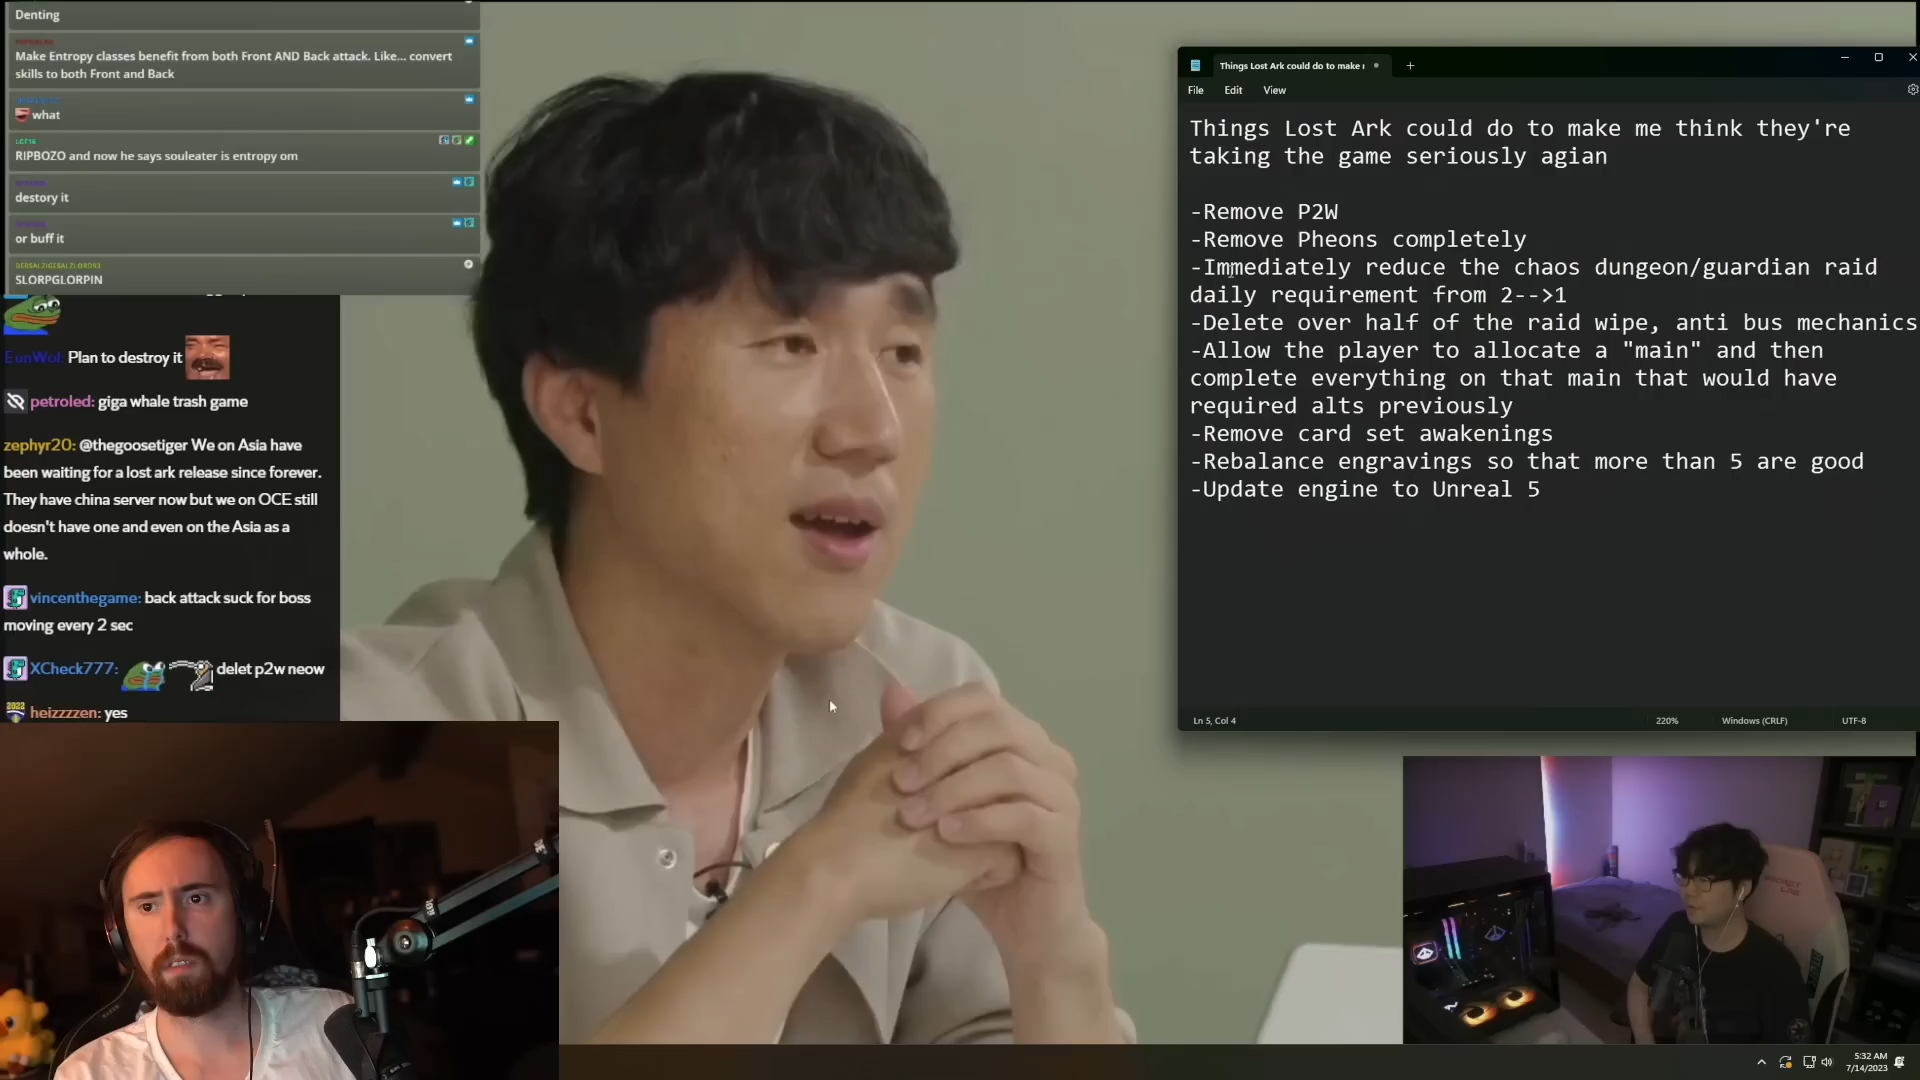 Denting
Make Entropy classes benefit from both Front AND Back attack. Like... convert
skills to both Front and Back
what
RIPBOZO and now he says souleater is entropy om
destory it
or buff it
SLORPGLORPIN
EunWol: Plan to destroy it
petroled: giga whale trash game
zephyr20: @thegoosetiger We on Asia have
been waiting for a lost ark release since forever.
They have china server now but we on OCE still
doesn't have one and even on the Asia as a
whole.
vincenthegame: back attack suck for boss
moving every 2 sec
XCheck777: delet p2w neow
heizzzzen: yes
Things Lost Ark could do to make
File Edit View
Things Lost Ark could do to make me think they're
taking the game seriously agian
-Remove P2W
-Remove Pheons completely
-Immediately reduce the chaos dungeon/guardian raid
daily requirement from 2-->1
-Delete over half of the raid wipe, anti bus mechanics
-Allow the player to allocate a "main" and then
complete everything on that main that would have
required alts previously
-Remove card set awakenings
-Rebalance engravings so that more than 5 are good
-Update engine to Unreal 5
Ln 5, Col 4 220% Windows (CRLF) UTF-8
5:32 AM
7/14/2023